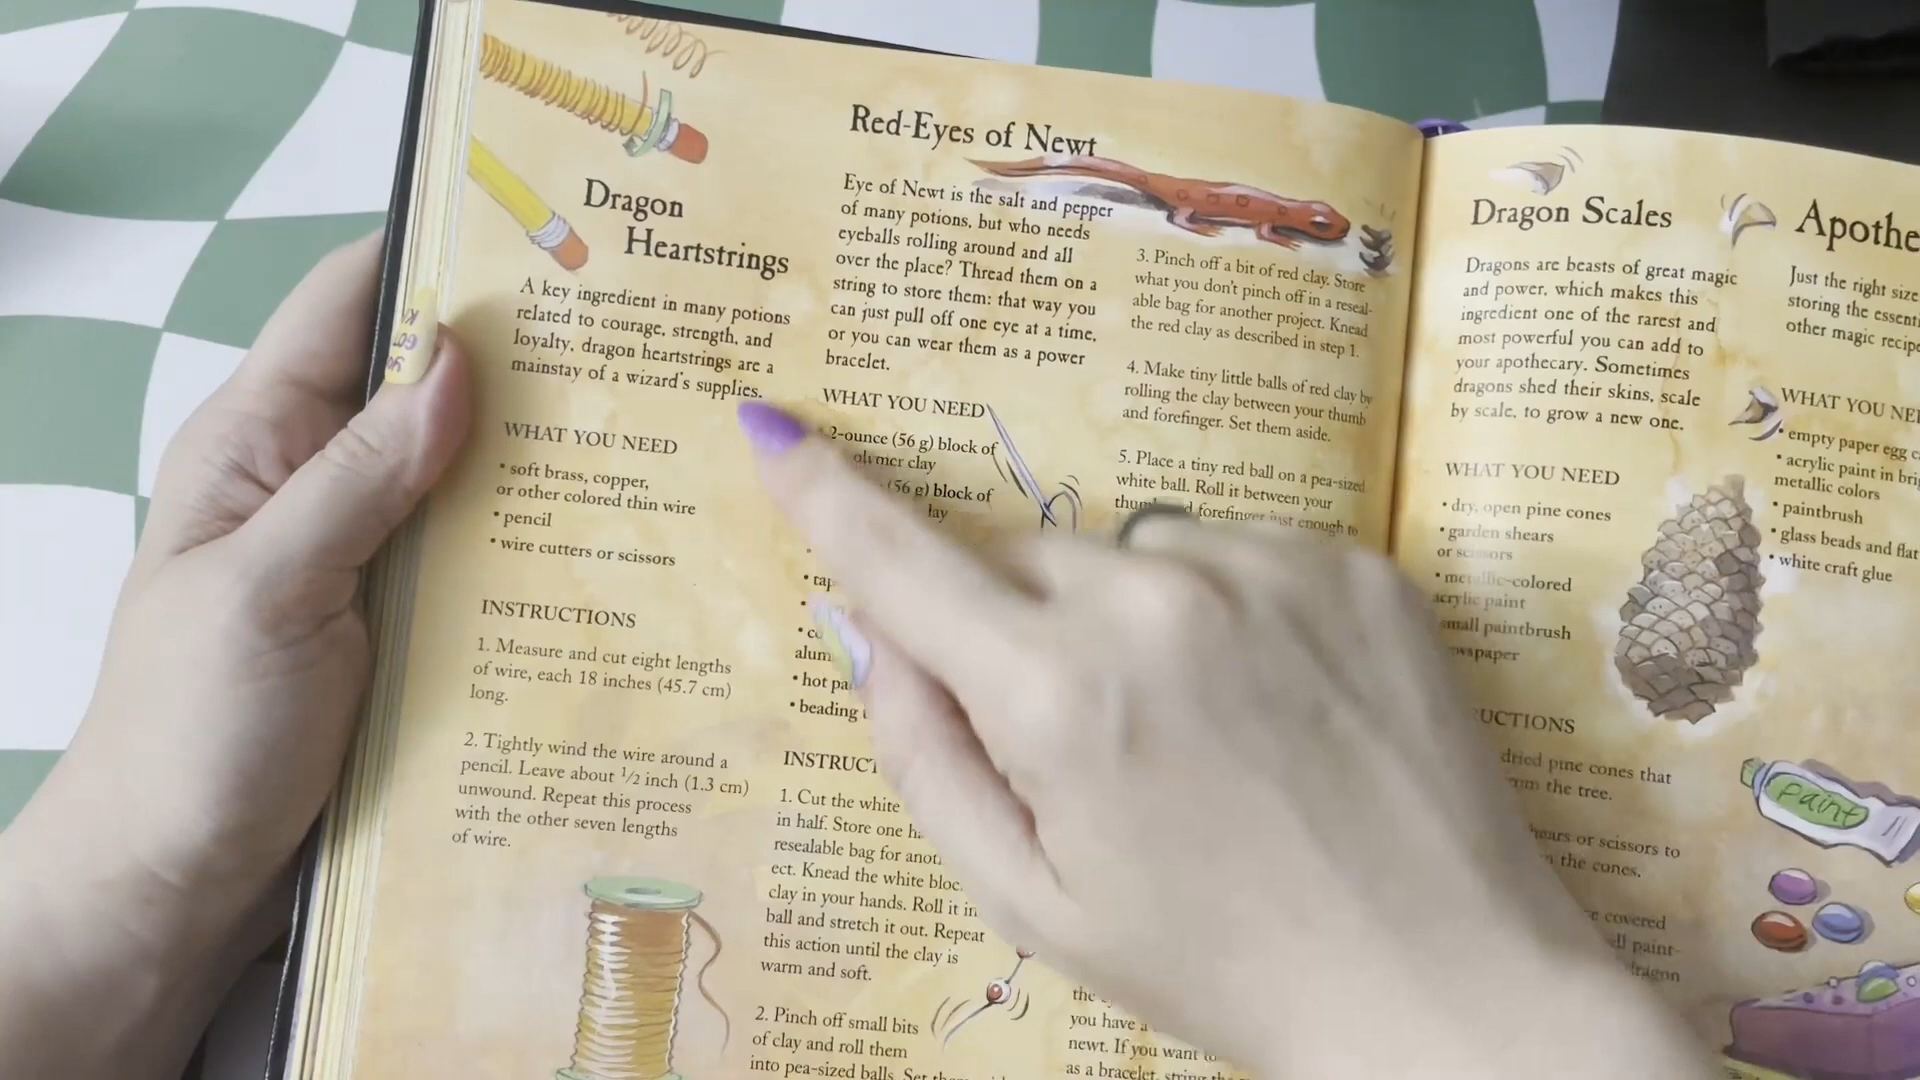 Dragon
Heartstrings
A key ingredient in many potions
related to courage, strength, and
loyalty, dragon heartstrings are a
mainstay of a wizard's supplies.
WHAT YOU NEED
• soft brass, copper,
or other colored thin wire
• pencil
• wire cutters or scissors
INSTRUCTIONS
1. Measure and cut eight lengths
of wire, each 18 inches (45.7 cm)
long.
2. Tightly wind the wire around a
pencil. Leave about 1/2 inch (1.3 cm)
unwound. Repeat this process
with the other seven lengths
of wire.
Red-Eyes of Newt
Eye of Newt is the salt and pepper
of many potions, but who needs
eyeballs rolling around and all
over the place? Thread them on a
string to store them: that way you
can just pull off one eye at a time,
or you can wear them as a power
bracelet.
WHAT YOU NEED
2-ounce (56 g) block of
clay
(56 g) block of
• hot
• beading
1. Cut the white
in half. Store one
resealable bag for
Knead the white
clay in your hands. Roll it
ball and stretch it out. Repeat
this action until the clay is
warm and soft.
2. Pinch off small bits
of clay and roll them
into pea-sized balls. Set
3. Pinch off a bit of red clay. Store
what you don't pinch off in a reseal-
able bag for another project. Knead
the red clay as described in step 1.
4. Make tiny little balls of red clay by
rolling the clay between your thumb
and forefinger. Set them aside.
5. Place a tiny red ball on a pea-sized
white ball. Roll it between your
forefinger just enough to
the
you have a
newt. If you want to
as a bracelet, string
Dragon Scales
Dragons are beasts of great magic
and power, which makes this
ingredient one of the rarest and
most powerful you can add to
your apothecary. Sometimes
dragons shed their skins, scale
by scale, to grow a new one.
WHAT YOU NEED
• dry, open pine cones
• garden shears
or scissors
• metallic-colored
acrylic paint
small paintbrush
dried pine cones that
the tree.
or scissors to
the cones.
covered
paint-
dragon
Just the right size
storing the
other magic
WHAT YOU
• empty paper egg
• acrylic paint in
metallic colors
• paintbrush
• glass beads and flat
• white craft glue
paint